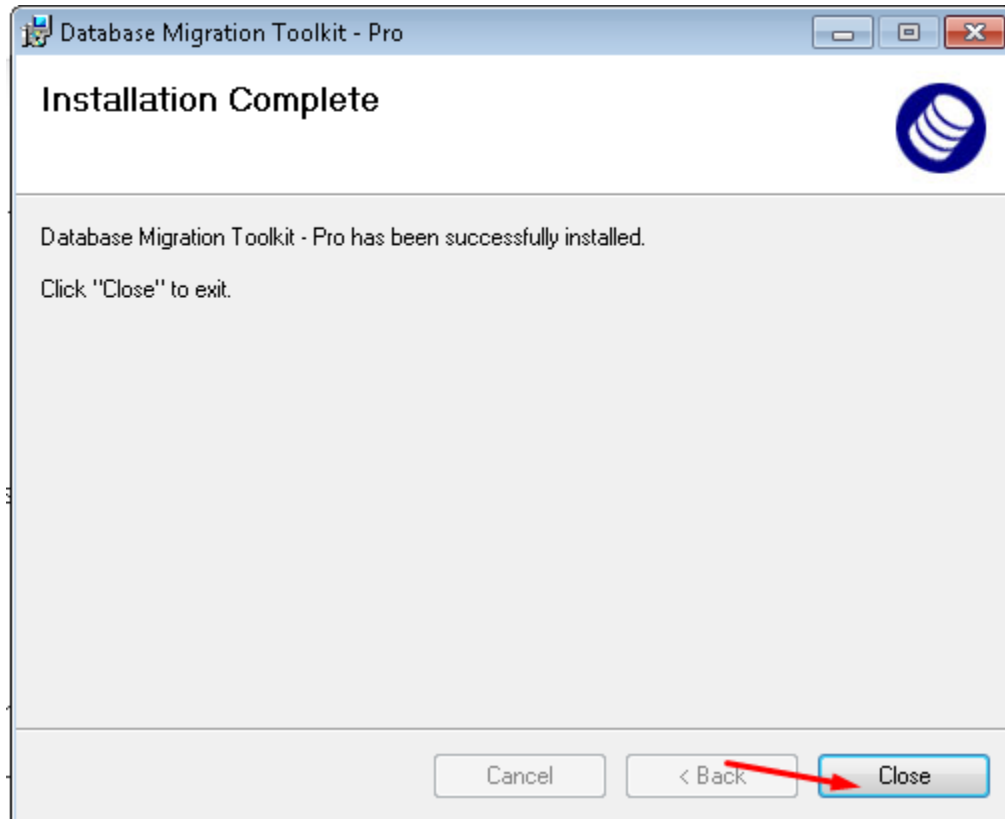 Database Migration Toolkit - Pro
Installation Complete
Database Migration Toolkit - Pro has been successfully installed.
Click "Close" to exit.
Cancel
< Back
Close